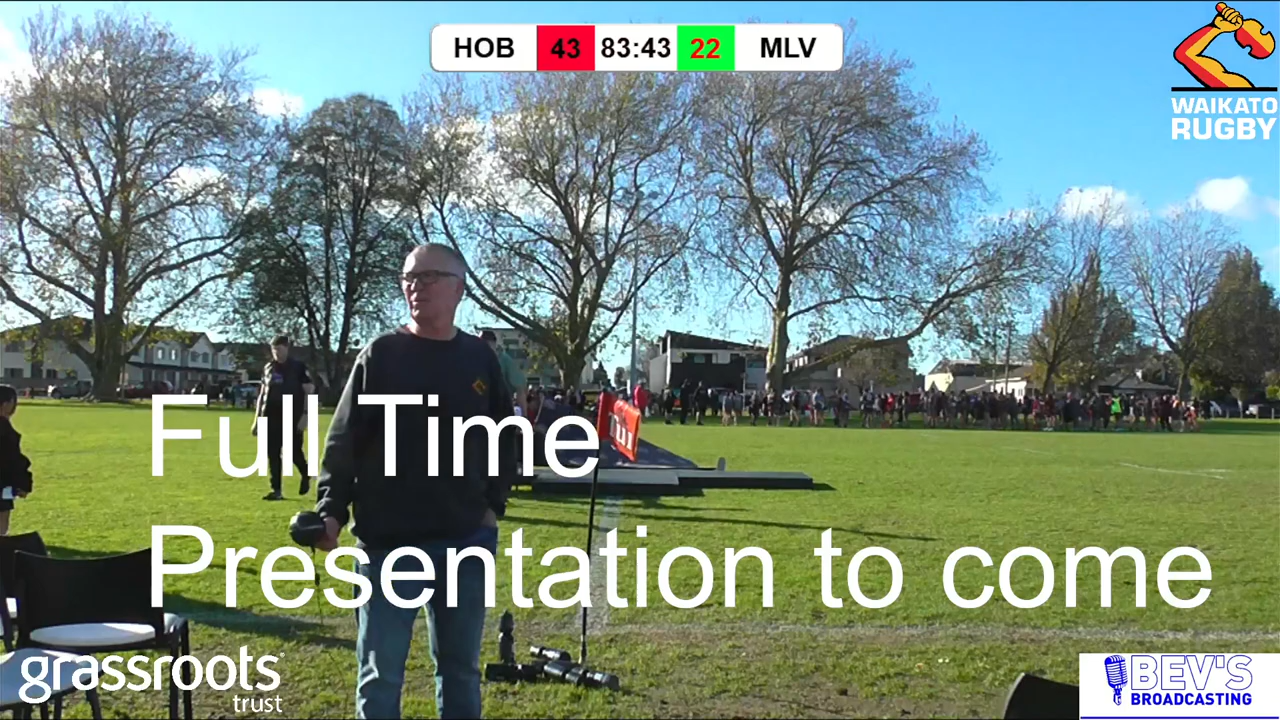 HOB 43 83:43 22 MLV
WAIKATO
RUGBY
Full Time
Presentation to come
grassroots
trust
BEV'S
BROADCASTING